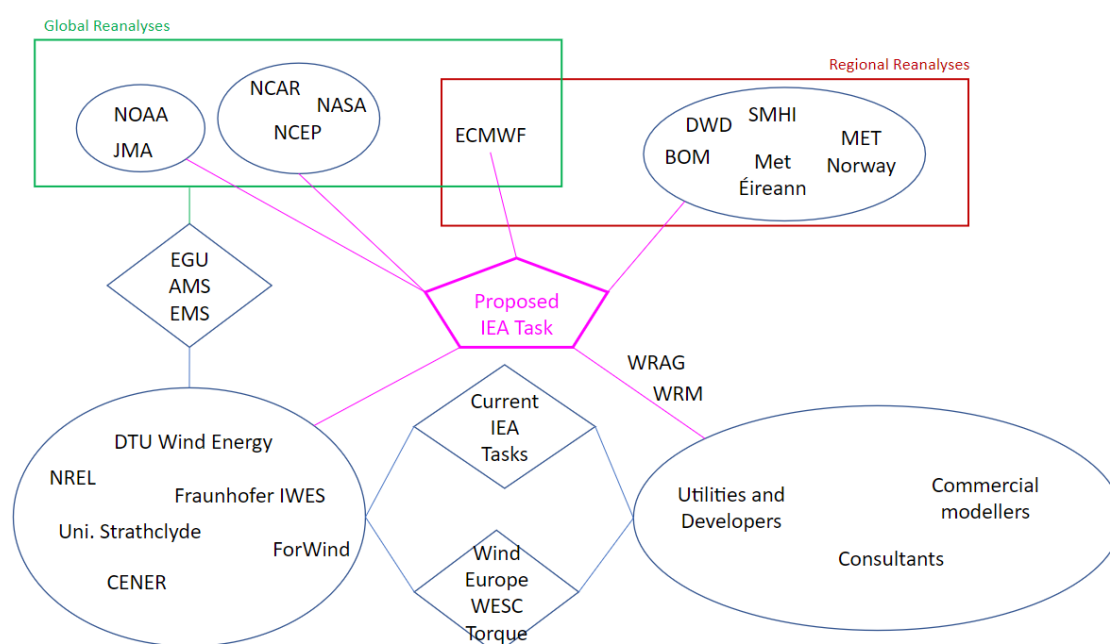 Global Reanalyses
Regional Reanalyses
NOAA
JMA
NCAR
NASA
NCEP
ECMWF
DWD
SMHI
BOM
Met
Éireann
MET
Norway
EGU
AMS
EMS
Proposed
IEA Task
WRAG
WRM
Current
IEA
Tasks
DTU Wind Energy
NREL
Fraunhofer IWES
Uni. Strathclyde
ForWind
CENER
Utilities and
Developers
Commercial
modellers
Consultants
Wind
Europe
WESC
Torque